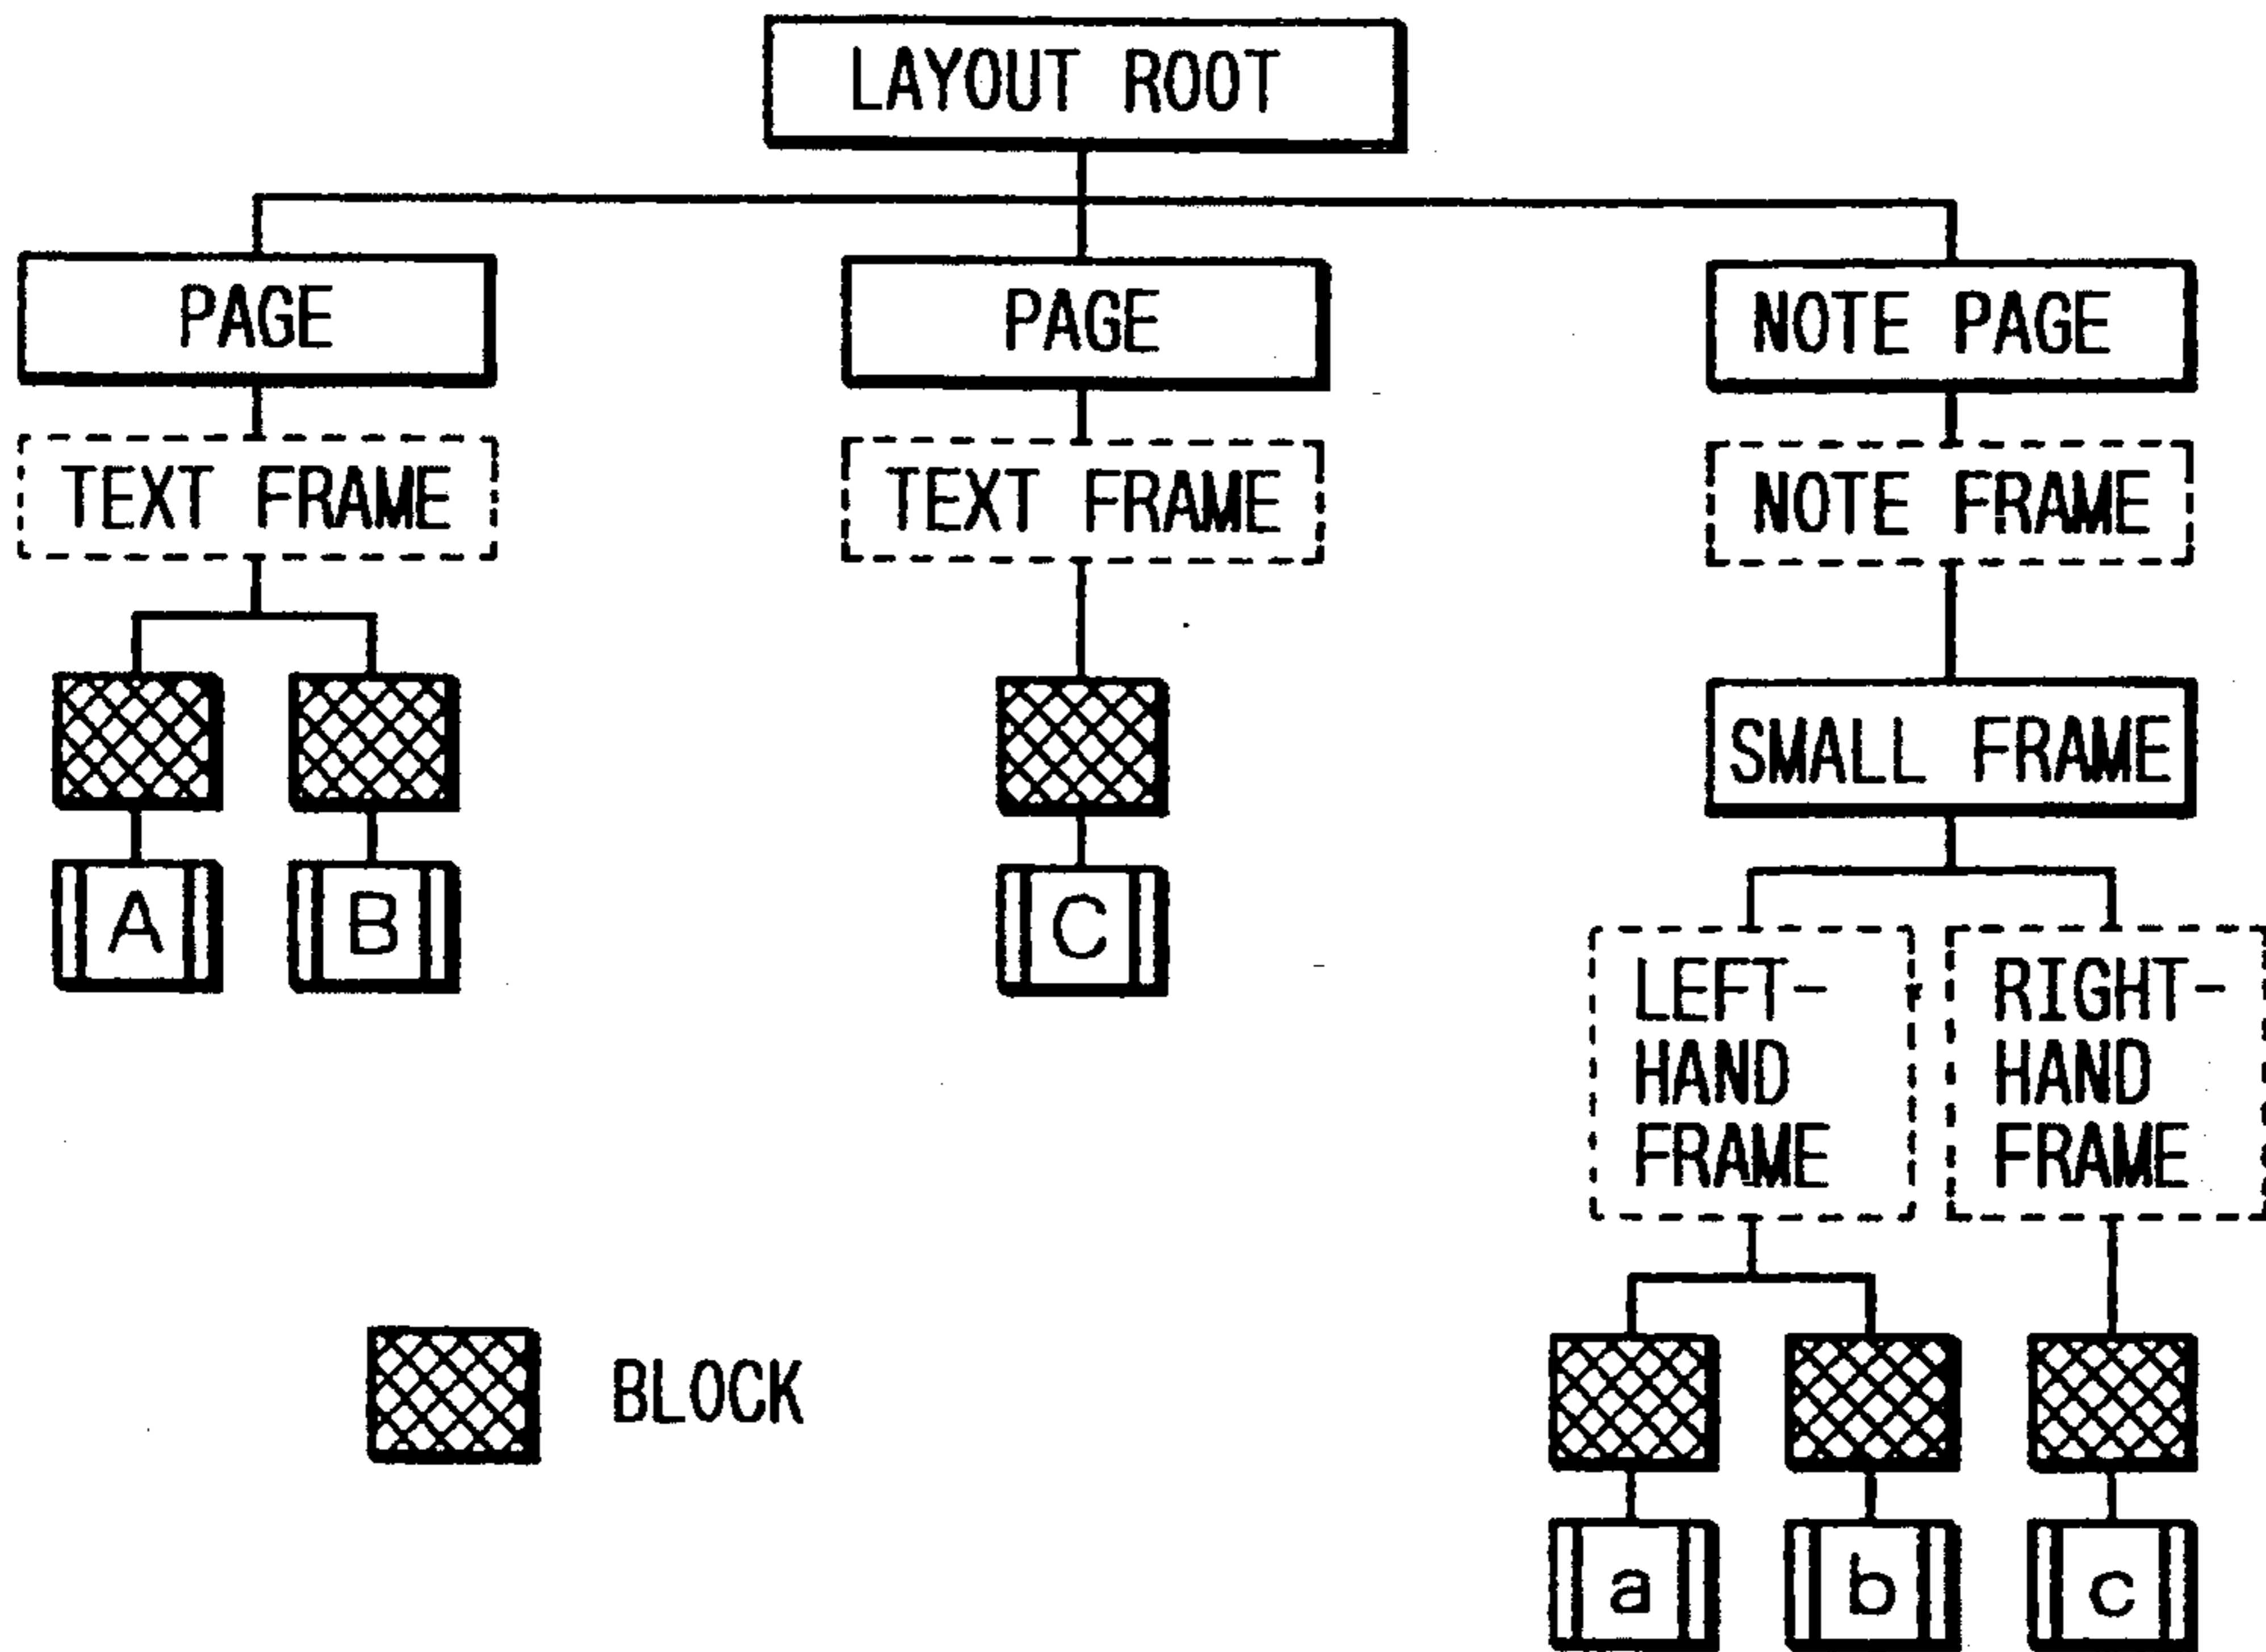 LAYOUT ROOT
PAGE
PAGE
NOTE PAGE
TEXT FRAME
TEXT FRAME
NOTE FRAME
SMALL FRAME
A
B
C
LEFT-
HAND
FRAME
RIGHT-
HAND
FRAME
BLOCK
a
b
c